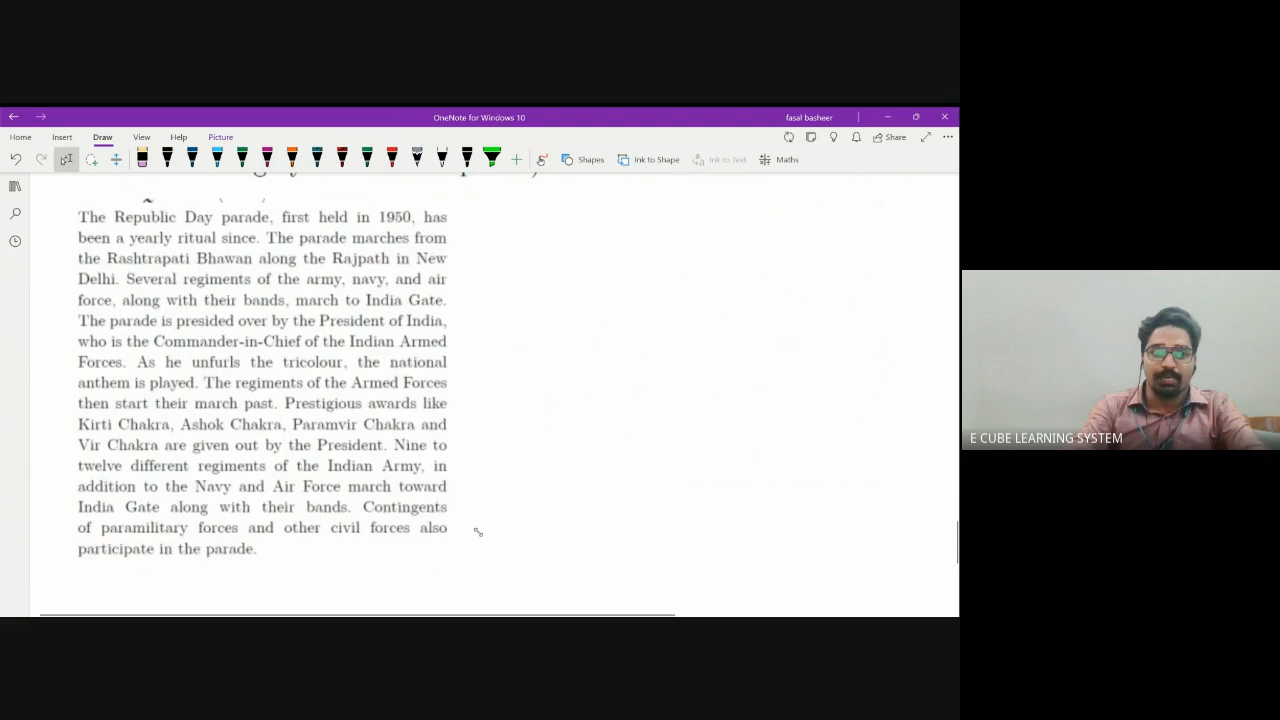 OneNote for Windows 10
fasal basheer
Home Insert Draw View Help Picture
Share
Shapes Ink to Shape Ink to Text Maths
The Republic Day parade, first held in 1950, has
been a yearly ritual since. The parade marches from
the Rashtrapati Bhawan along the Rajpath in New
Delhi. Several regiments of the army, navy, and air
force, along with their bands, march to India Gate.
The parade is presided over by the President of India,
who is the Commander-in-Chief of the Indian Armed
Forces. As he unfurls the tricolour, the national
anthem is played. The regiments of the Armed Forces
then start their march past. Prestigious awards like
Kirti Chakra, Ashok Chakra, Paramvir Chakra and
Vir Chakra are given out by the President. Nine to
twelve different regiments of the Indian Army, in
addition to the Navy and Air Force march toward
India Gate along with their bands. Contingents
of paramilitary forces and other civil forces also
participate in the parade.
E CUBE LEARNING SYSTEM